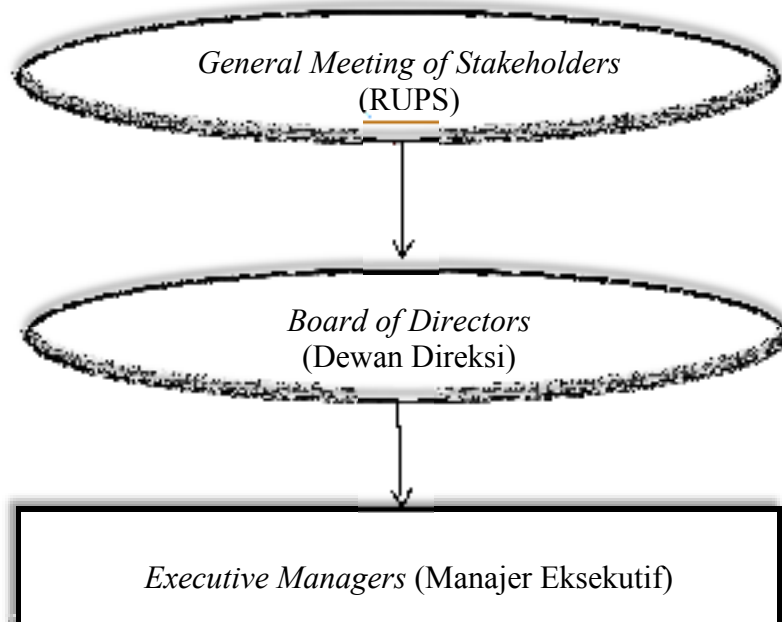 General Meeting of Stakeholders
(RUPS)
Board of Directors
(Dewan Direksi)
Executive Managers (Manajer Eksekutif)